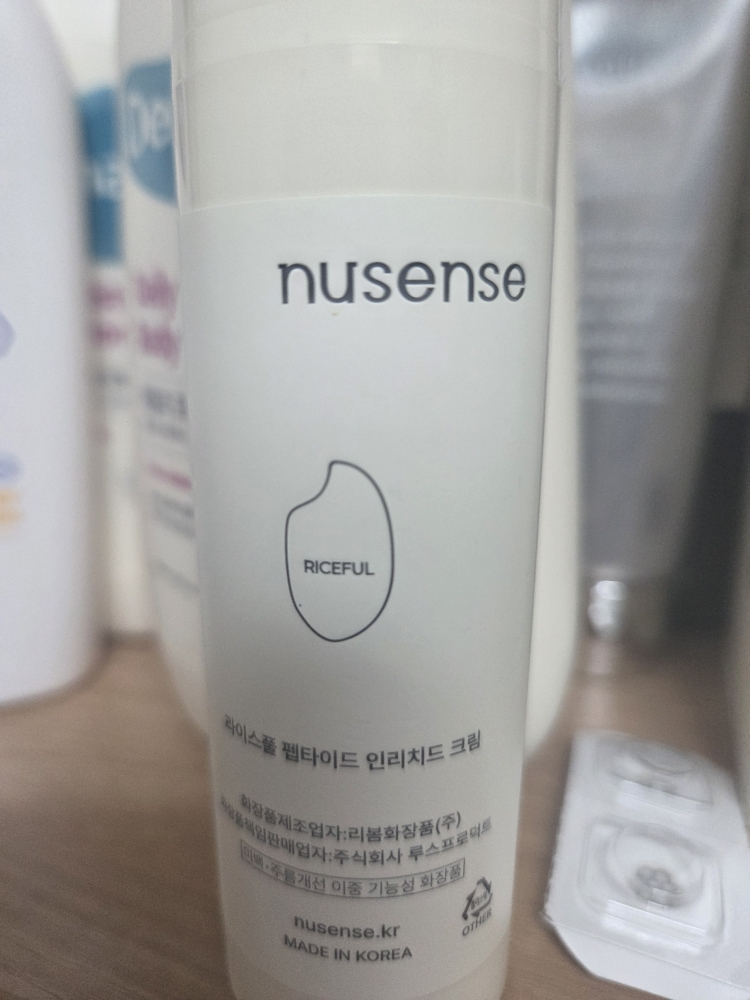 nusense
RICEFUL
라이스풀 펩타이드 인리치드 크림
화장품제조업자:리봄화장품(주)
화장품책임판매업자:주식회사 루스프로덕트
미백·주름개선 이중 기능성 화장품
nusense.kr
MADE IN KOREA
OTHER